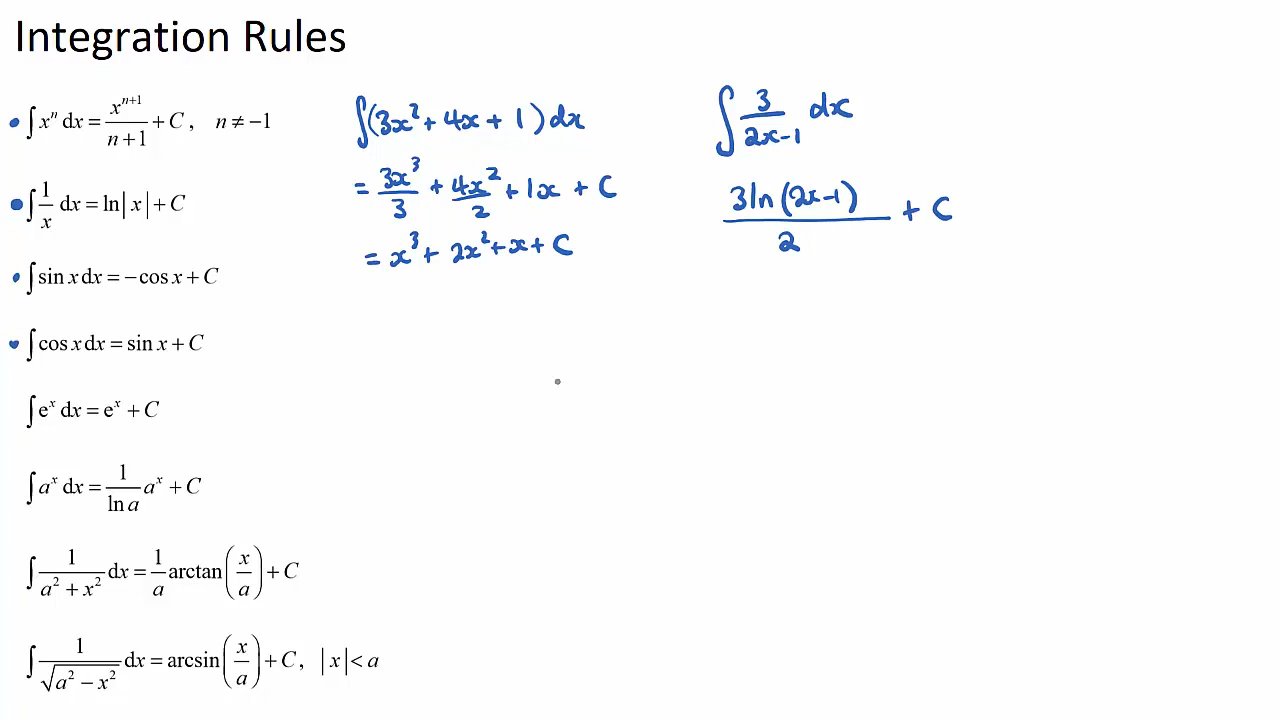 Integration Rules
∫ xⁿ dx = xⁿ⁺¹/(n+1) + C, n ≠ −1
∫ 1/x dx = ln|x| + C
∫ sin x dx = −cos x + C
∫ cos x dx = sin x + C
∫ eˣ dx = eˣ + C
∫ aˣ dx = 1/(ln a) aˣ + C
∫ 1/(a² + x²) dx = 1/a arctan(x/a) + C
∫ 1/√(a² − x²) dx = arcsin(x/a) + C, |x| < a
∫(3x² + 4x + 1) dx
= 3x³/3 + 4x²/2 + 1x + C
= x³ + 2x² + x + C
∫ 3/(2x−1) dx
3ln(2x−1)/2 + C